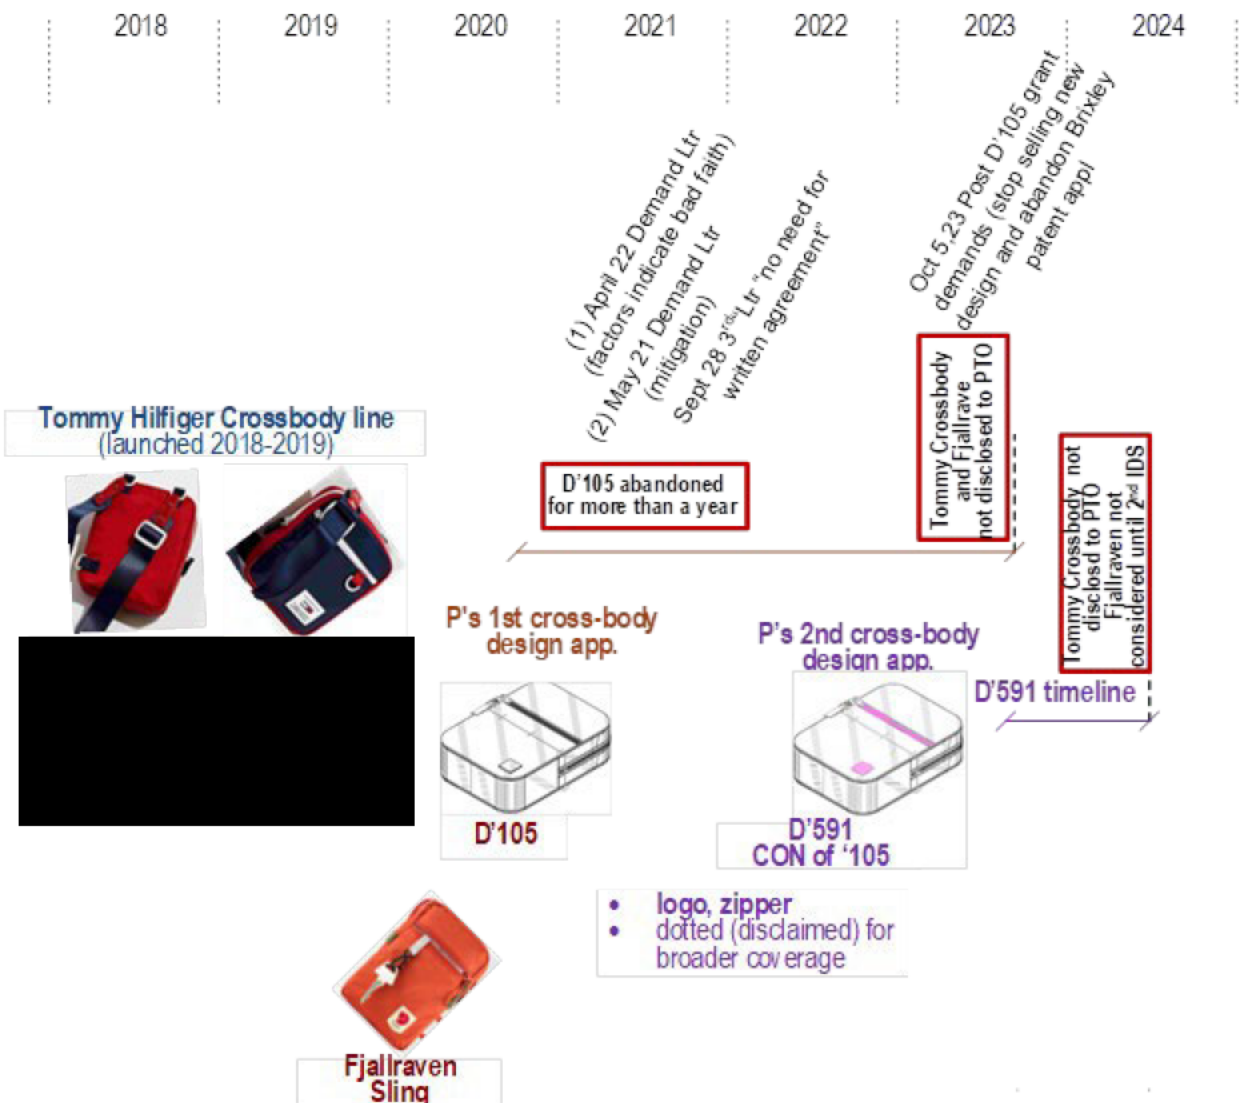 2018 2019 2020 2021 2022 2023 2024
(1) April 22 Demand Ltr
(factors indicate bad faith)
(2) May 21 Demand Ltr
(mitigation)
Sept 28 3rd Ltr "no need for
written agreement"
Oct 5,23 Post D'105 grant
demands (stop selling new
design and abandon Brixley
patent appl
Tommy Hilfiger Crossbody line
(launched 2018-2019)
D'105 abandoned
for more than a year
Tommy Crossbody
and Fjallrave
not disclosed to PTO
Tommy Crossbody not
disclosd to PTO
Fjallraven not
considered until 2nd IDS
P's 1st cross-body
design app.
P's 2nd cross-body
design app.
D'591 timeline
D'105
D'591
CON of '105
• logo, zipper
• dotted (disclaimed) for
broader coverage
Fjallraven
Sling